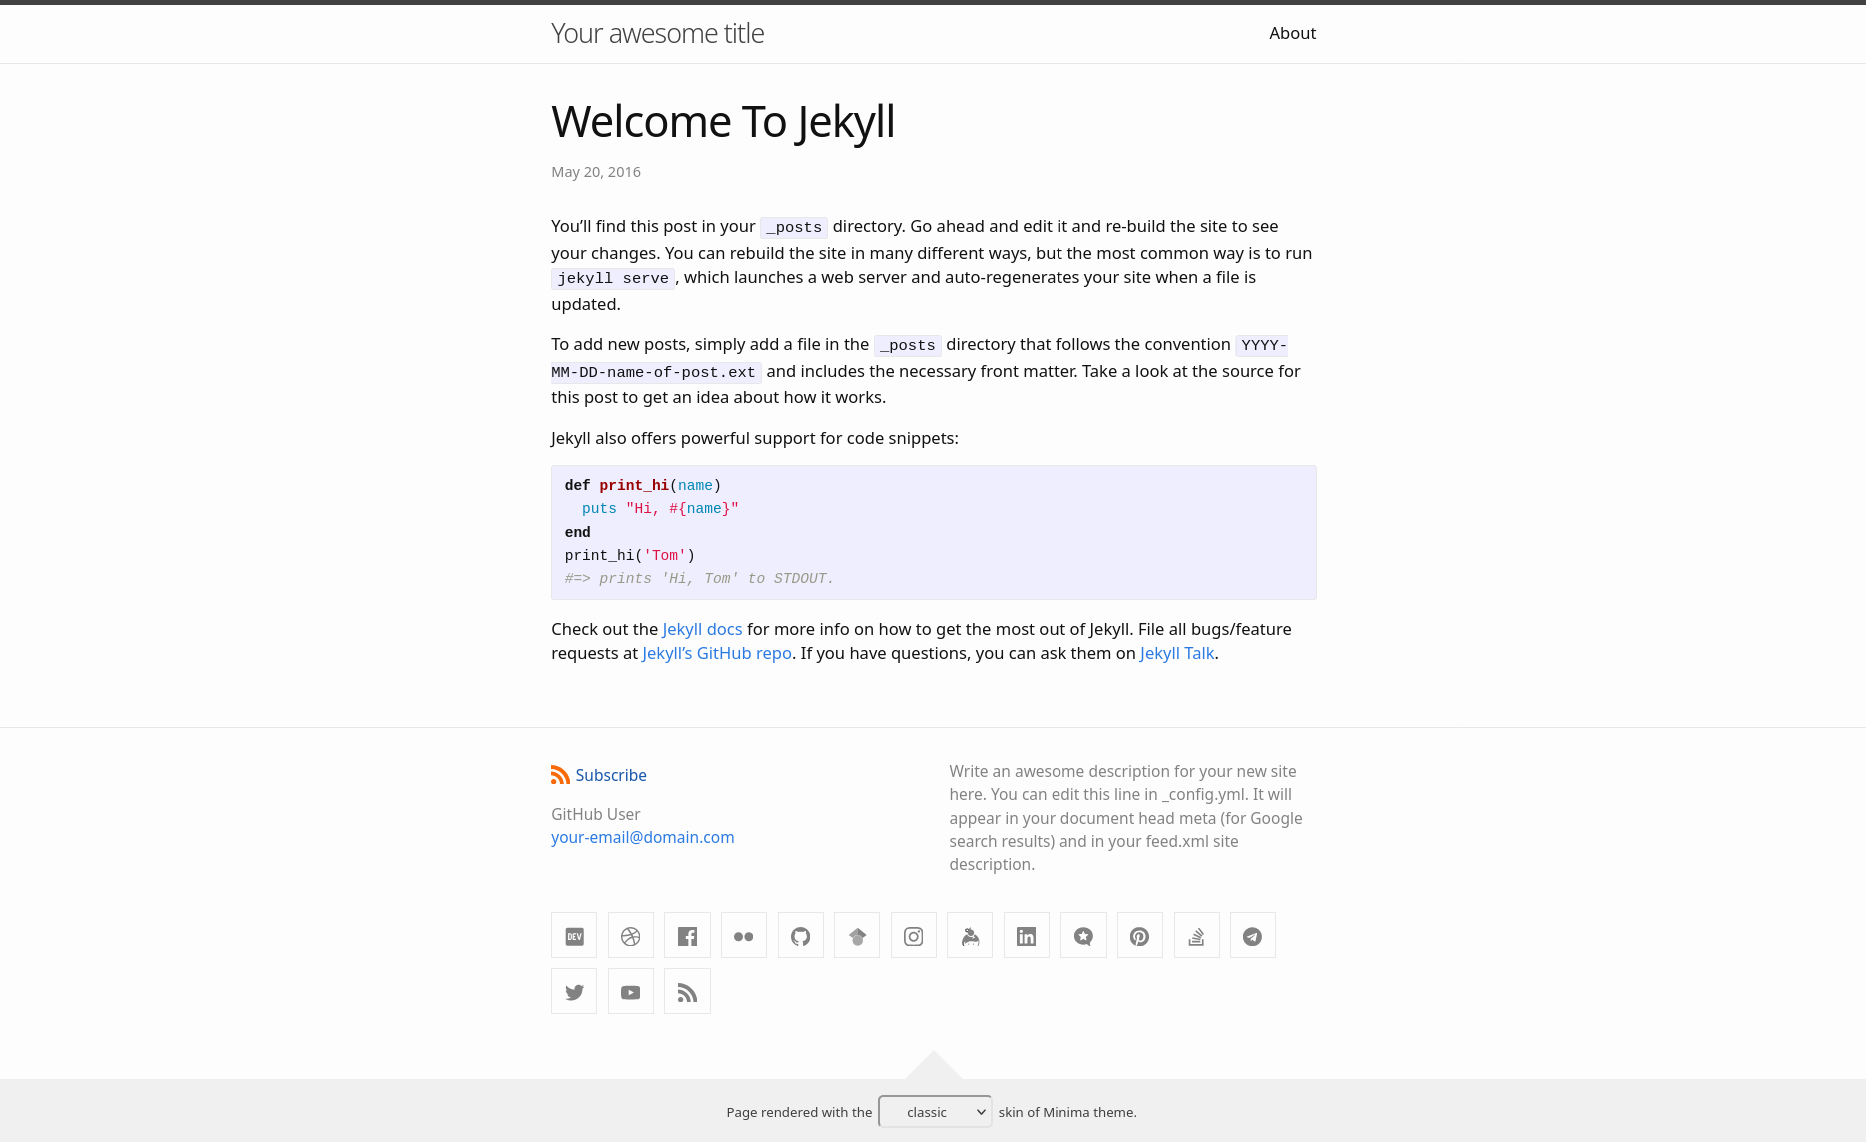 Your awesome title
About
Welcome To Jekyll
May 20, 2016
You’ll find this post in your _posts directory. Go ahead and edit it and re-build the site to see
your changes. You can rebuild the site in many different ways, but the most common way is to run
jekyll serve, which launches a web server and auto-regenerates your site when a file is
updated.
To add new posts, simply add a file in the _posts directory that follows the convention YYYY-
MM-DD-name-of-post.ext and includes the necessary front matter. Take a look at the source for
this post to get an idea about how it works.
Jekyll also offers powerful support for code snippets:
def print_hi(name)
  puts "Hi, #{name}"
end
print_hi('Tom')
#=> prints 'Hi, Tom' to STDOUT.
Check out the Jekyll docs for more info on how to get the most out of Jekyll. File all bugs/feature
requests at Jekyll’s GitHub repo. If you have questions, you can ask them on Jekyll Talk.
Subscribe
GitHub User
your-email@domain.com
Write an awesome description for your new site
here. You can edit this line in _config.yml. It will
appear in your document head meta (for Google
search results) and in your feed.xml site
description.
DEV
Page rendered with the classic skin of Minima theme.